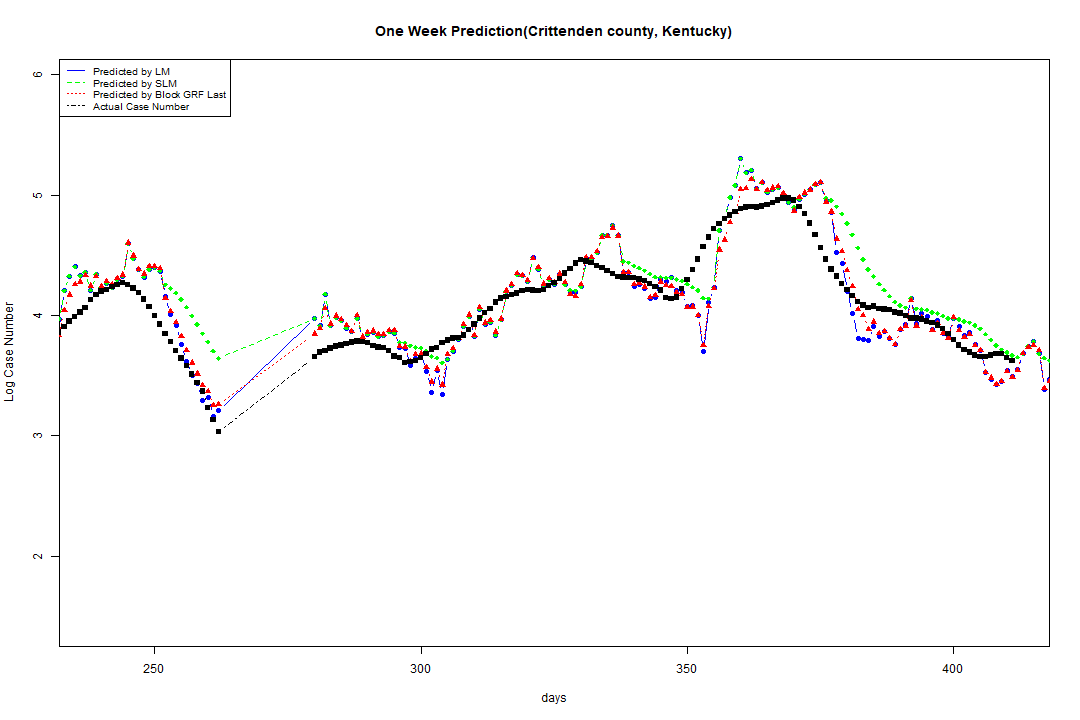 One Week Prediction(Crittenden county, Kentucky)
Predicted by LM
Predicted by SLM
Predicted by Block GRF Last
Actual Case Number
6
5
4
3
2
Log Case Number
250
300
350
400
days